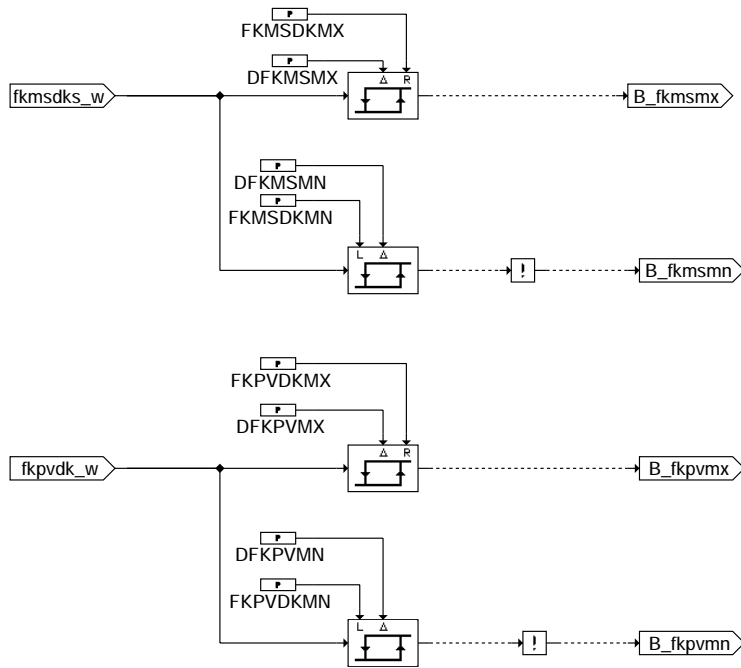 P
FKMSDKMX
P
DFKMSMX
Δ R
fkmsdks_w
B_fkmsmx
P
DFKMSMN
P
FKMSDKMN
L Δ
!
B_fkmsmn
P
FKPVDKMX
P
DFKPVMX
Δ R
fkpvdk_w
B_fkpvmx
P
DFKPVMN
P
FKPVDKMN
L Δ
!
B_fkpvmn